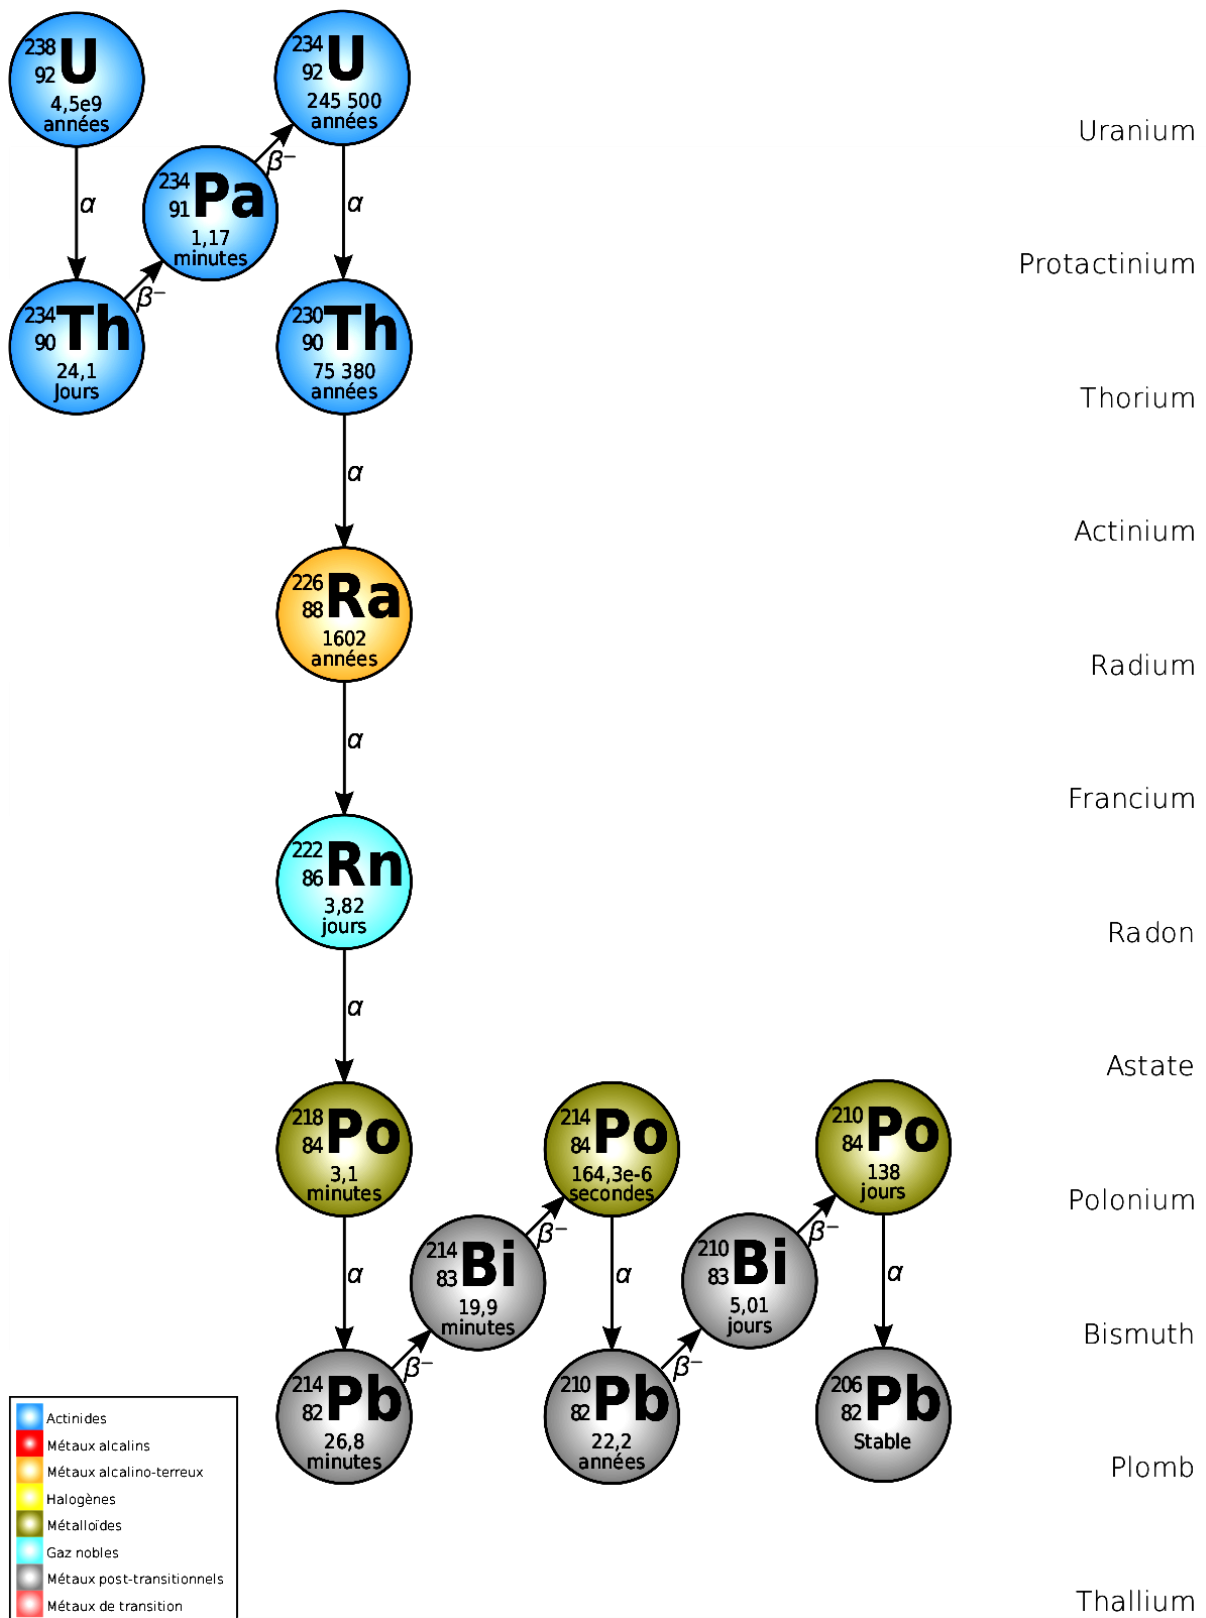 238
92
U
4,5e9
années
234
92
U
245 500
années
Uranium
β⁻
234
91
Pa
1,17
minutes
α
α
Protactinium
β⁻
234
90
Th
24,1
Jours
230
90
Th
75 380
années
Thorium
α
Actinium
226
88
Ra
1602
années
Radium
α
Francium
222
86
Rn
3,82
jours
Radon
α
Astate
218
84
Po
3,1
minutes
214
84
Po
164,3e-6
secondes
210
84
Po
138
jours
Polonium
β⁻
β⁻
214
83
Bi
19,9
minutes
210
83
Bi
5,01
jours
α
α
α
Bismuth
β⁻
β⁻
214
82
Pb
26,8
minutes
210
82
Pb
22,2
années
206
82
Pb
Stable
Plomb
Actinides
Métaux alcalins
Métaux alcalino-terreux
Halogènes
Métalloïdes
Gaz nobles
Métaux post-transitionnels
Métaux de transition
Thallium